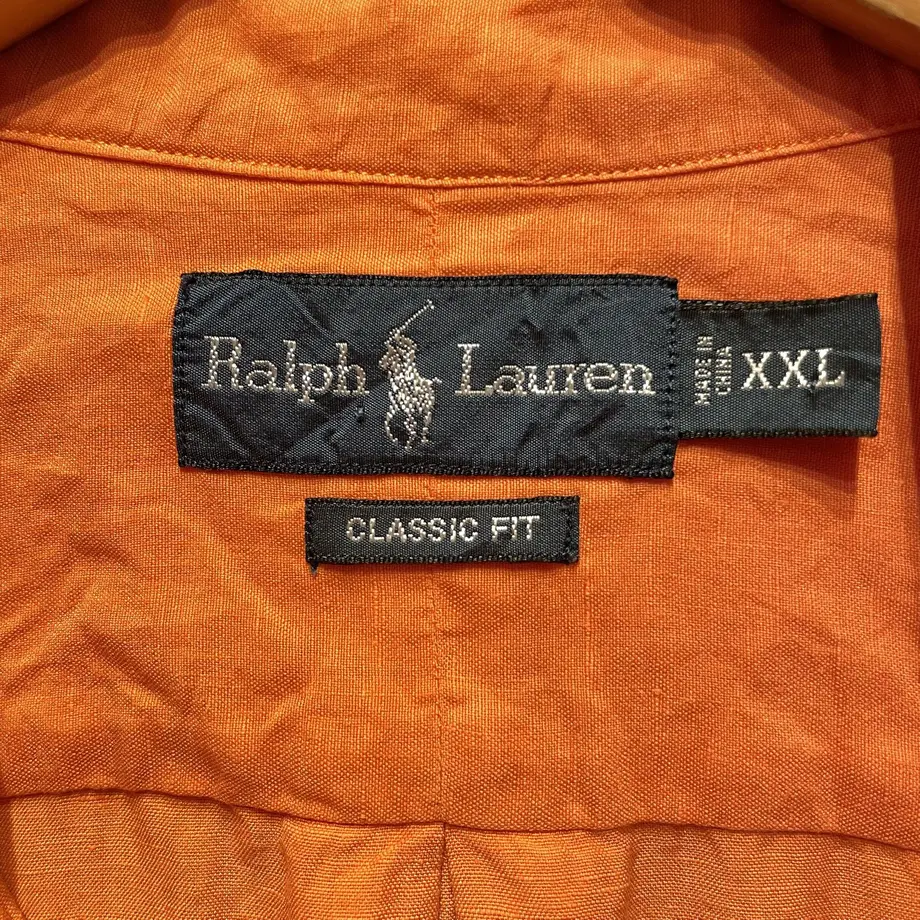 Ralph Lauren
MADE IN
CHINA
XXL
CLASSIC FIT